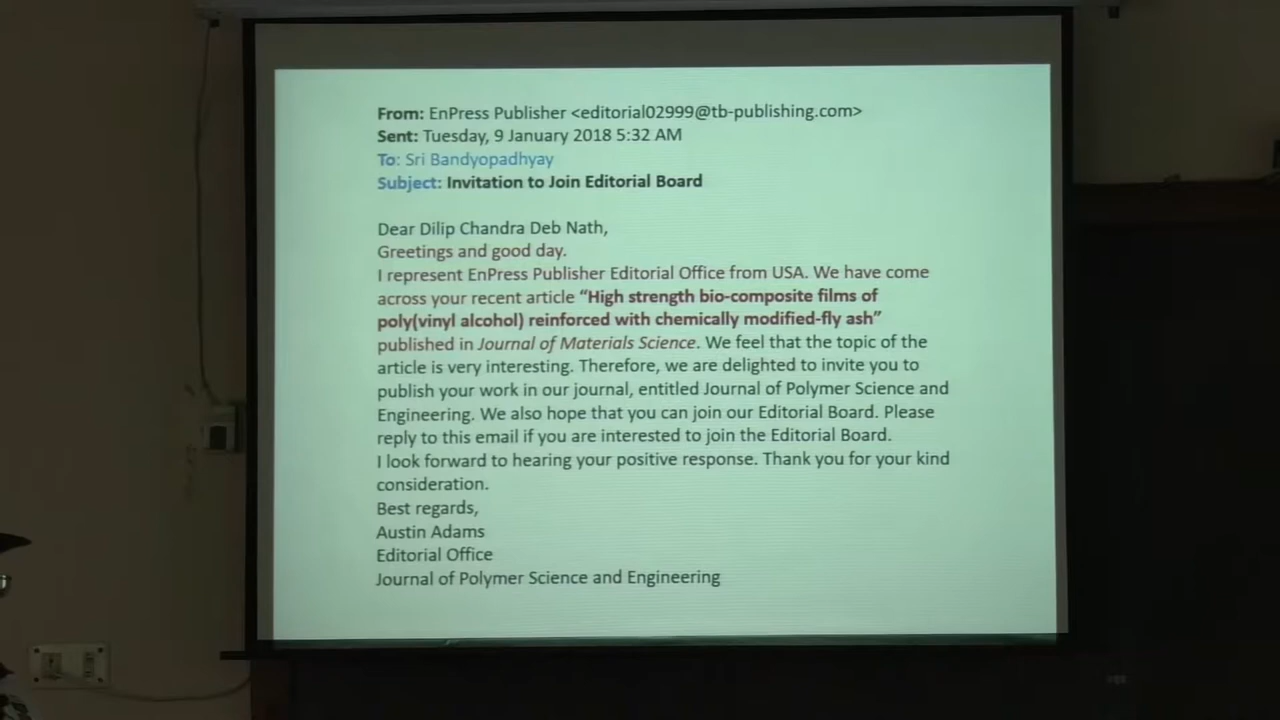 From: EnPress Publisher <editorial02999@tb-publishing.com>
Sent: Tuesday, 9 January 2018 5:32 AM
To: Sri Bandyopadhyay
Subject: Invitation to Join Editorial Board
Dear Dilip Chandra Deb Nath,
Greetings and good day.
I represent EnPress Publisher Editorial Office from USA. We have come
across your recent article “High strength bio-composite films of
poly(vinyl alcohol) reinforced with chemically modified-fly ash”
published in Journal of Materials Science. We feel that the topic of the
article is very interesting. Therefore, we are delighted to invite you to
publish your work in our journal, entitled Journal of Polymer Science and
Engineering. We also hope that you can join our Editorial Board. Please
reply to this email if you are interested to join the Editorial Board.
I look forward to hearing your positive response. Thank you for your kind
consideration.
Best regards,
Austin Adams
Editorial Office
Journal of Polymer Science and Engineering